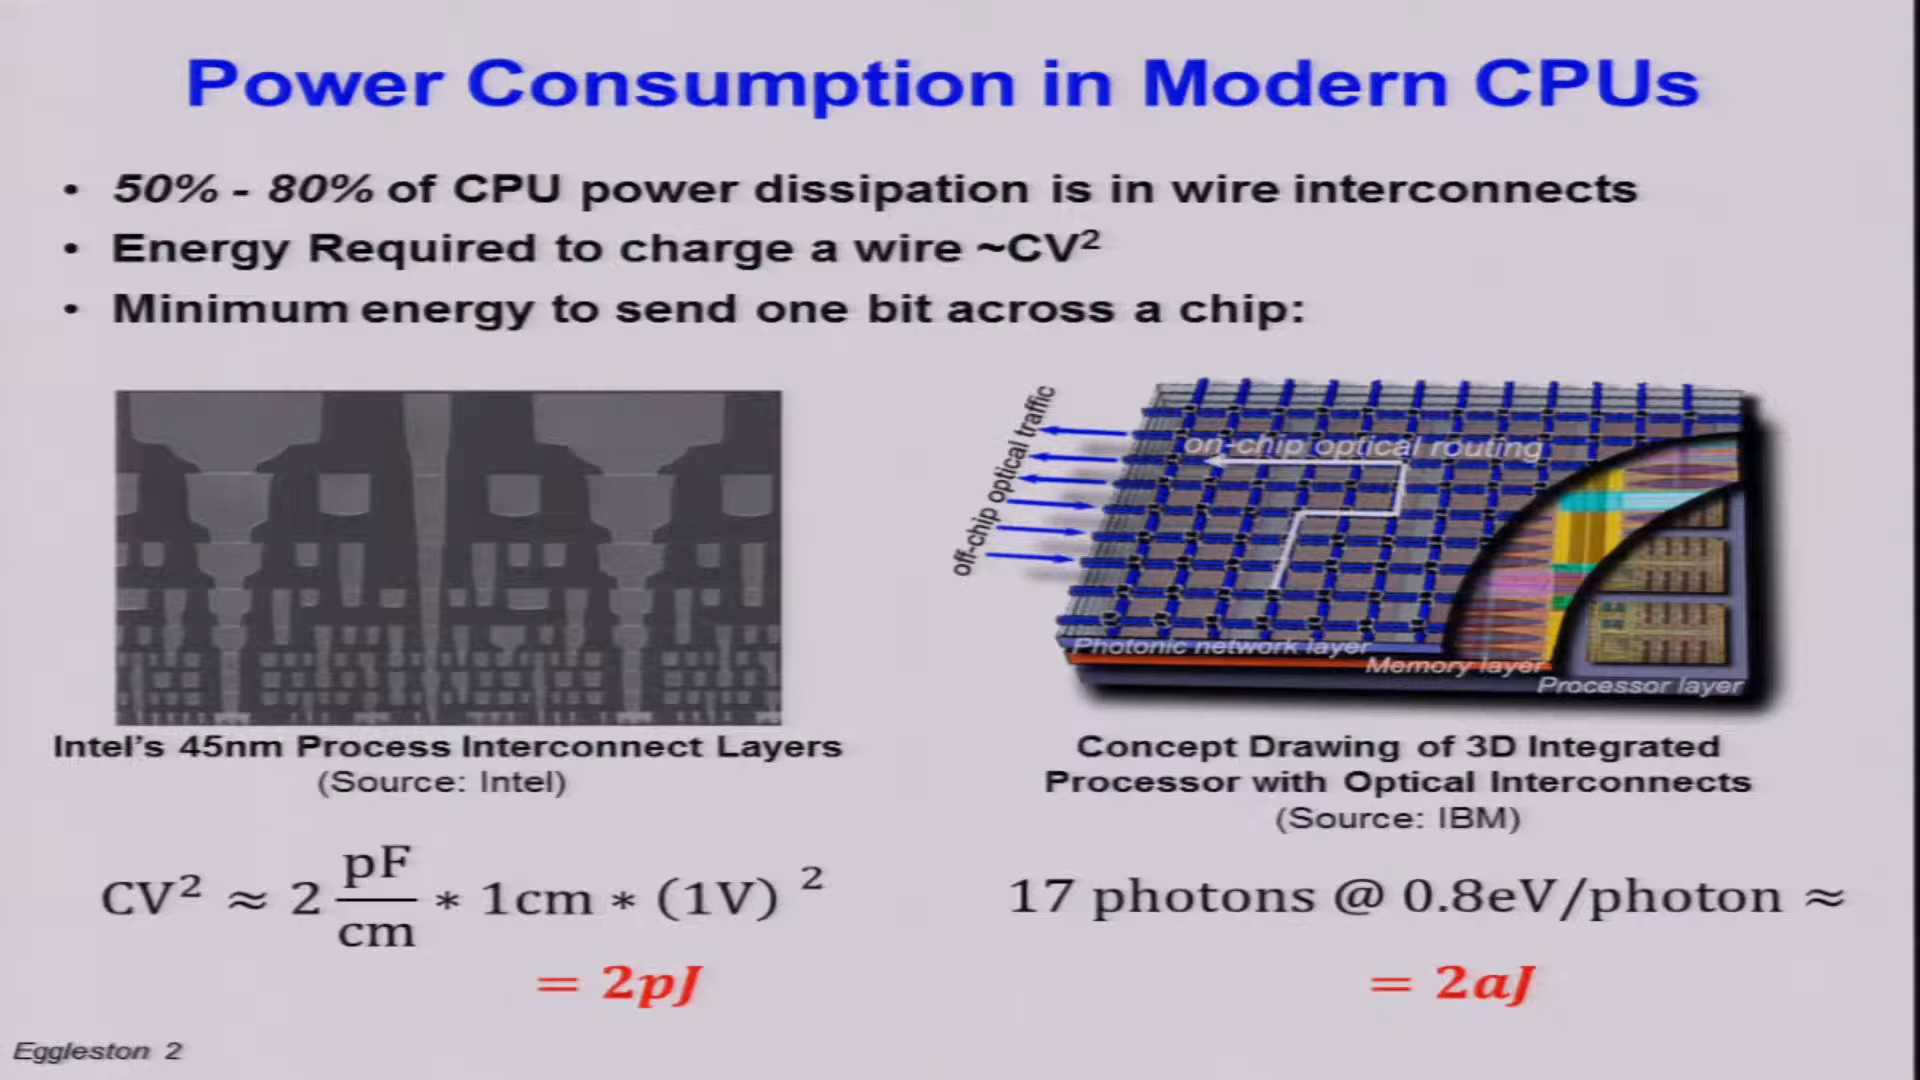 Power Consumption in Modern CPUs
• 50% - 80% of CPU power dissipation is in wire interconnects
• Energy Required to charge a wire ~CV²
• Minimum energy to send one bit across a chip:
off-chip optical traffic
on-chip optical routing
Photonic network layer
Memory layer
Processor layer
Intel's 45nm Process Interconnect Layers
(Source: Intel)
Concept Drawing of 3D Integrated
Processor with Optical Interconnects
(Source: IBM)
CV² ≈ 2 pF/cm * 1cm * (1V) ²
= 2pJ
17 photons @ 0.8eV/photon ≈
= 2aJ
Eggleston 2